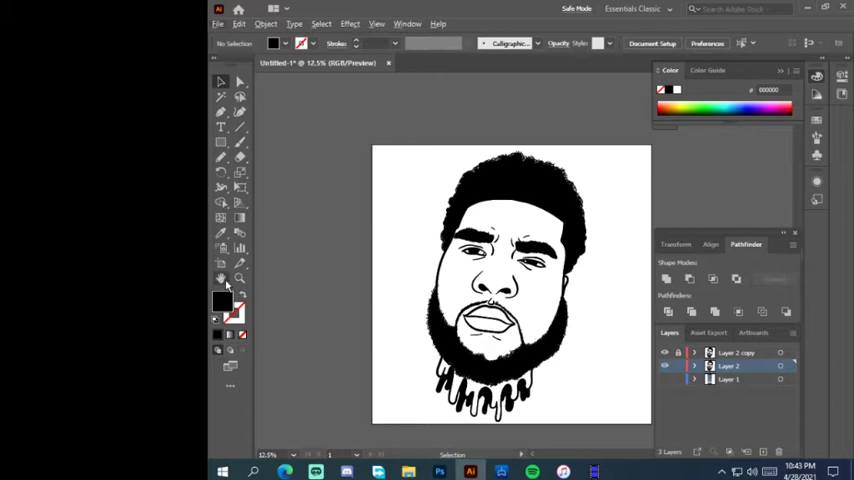 Ai
Safe Mode
Essentials Classic
Search Adobe Stock
File Edit Object Type Select Effect View Window Help
No Selection
Stroke:
Calligraphic...
Opacity
Style:
Document Setup
Preferences
Untitled-1* @ 12.5% (RGB/Preview)
Color
Color Guide
# 000000
Transform
Align
Pathfinder
Shape Modes:
Pathfinders:
Layers
Asset Export
Artboards
Layer 2 copy
Layer 2
Layer 1
3 Layers
12.5%
1
Selection
Ps
Ai
10:43 PM
4/28/2021